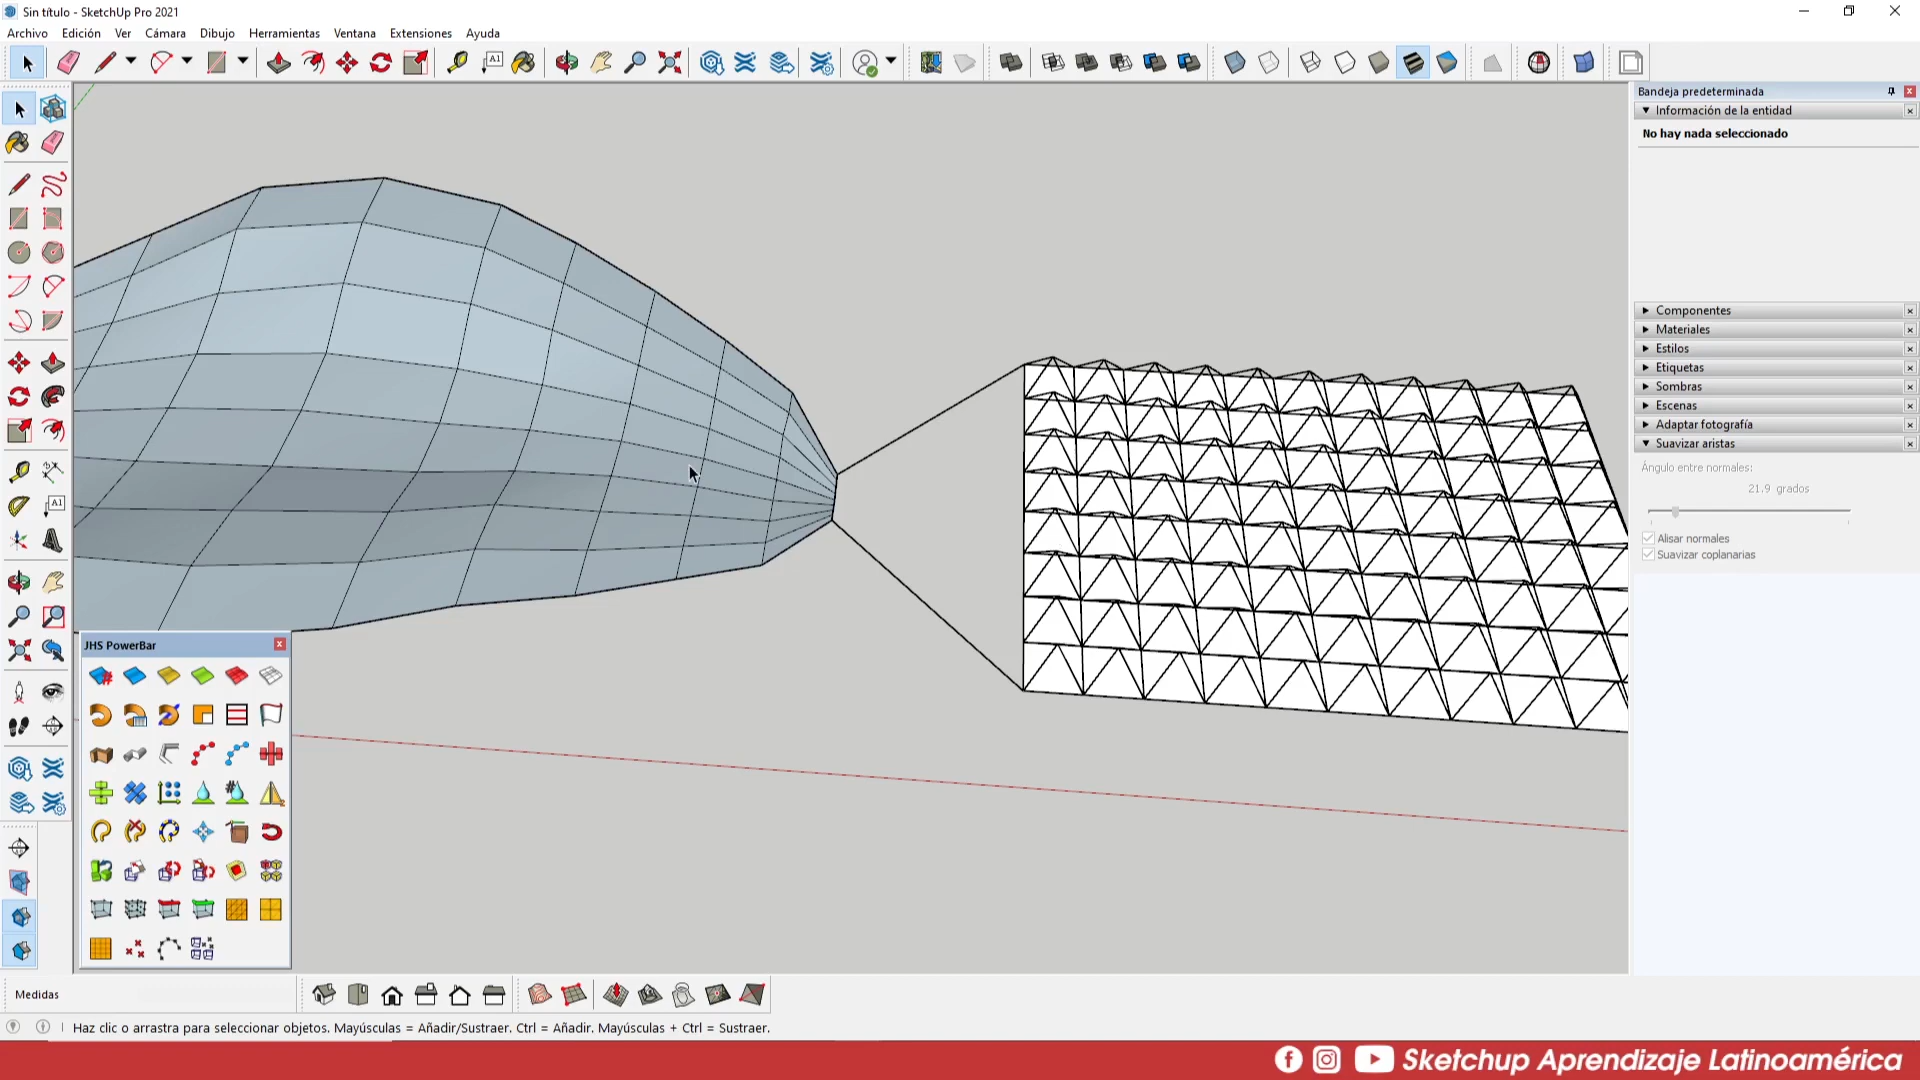 Sin título - SketchUp Pro 2021
Archivo Edición Ver Cámara Dibujo Herramientas Ventana Extensiones Ayuda
A1
Bandeja predeterminada
Información de la entidad
No hay nada seleccionado
Componentes
Materiales
Estilos
Etiquetas
Sombras
Escenas
Adaptar fotografía
Suavizar aristas
Ángulo entre normales:
21.9 grados
Alisar normales
Suavizar coplanarias
A1
JHS PowerBar
Medidas
Haz clic o arrastra para seleccionar objetos. Mayúsculas = Añadir/Sustraer. Ctrl = Añadir. Mayúsculas + Ctrl = Sustraer.
Sketchup Aprendizaje Latinoamérica